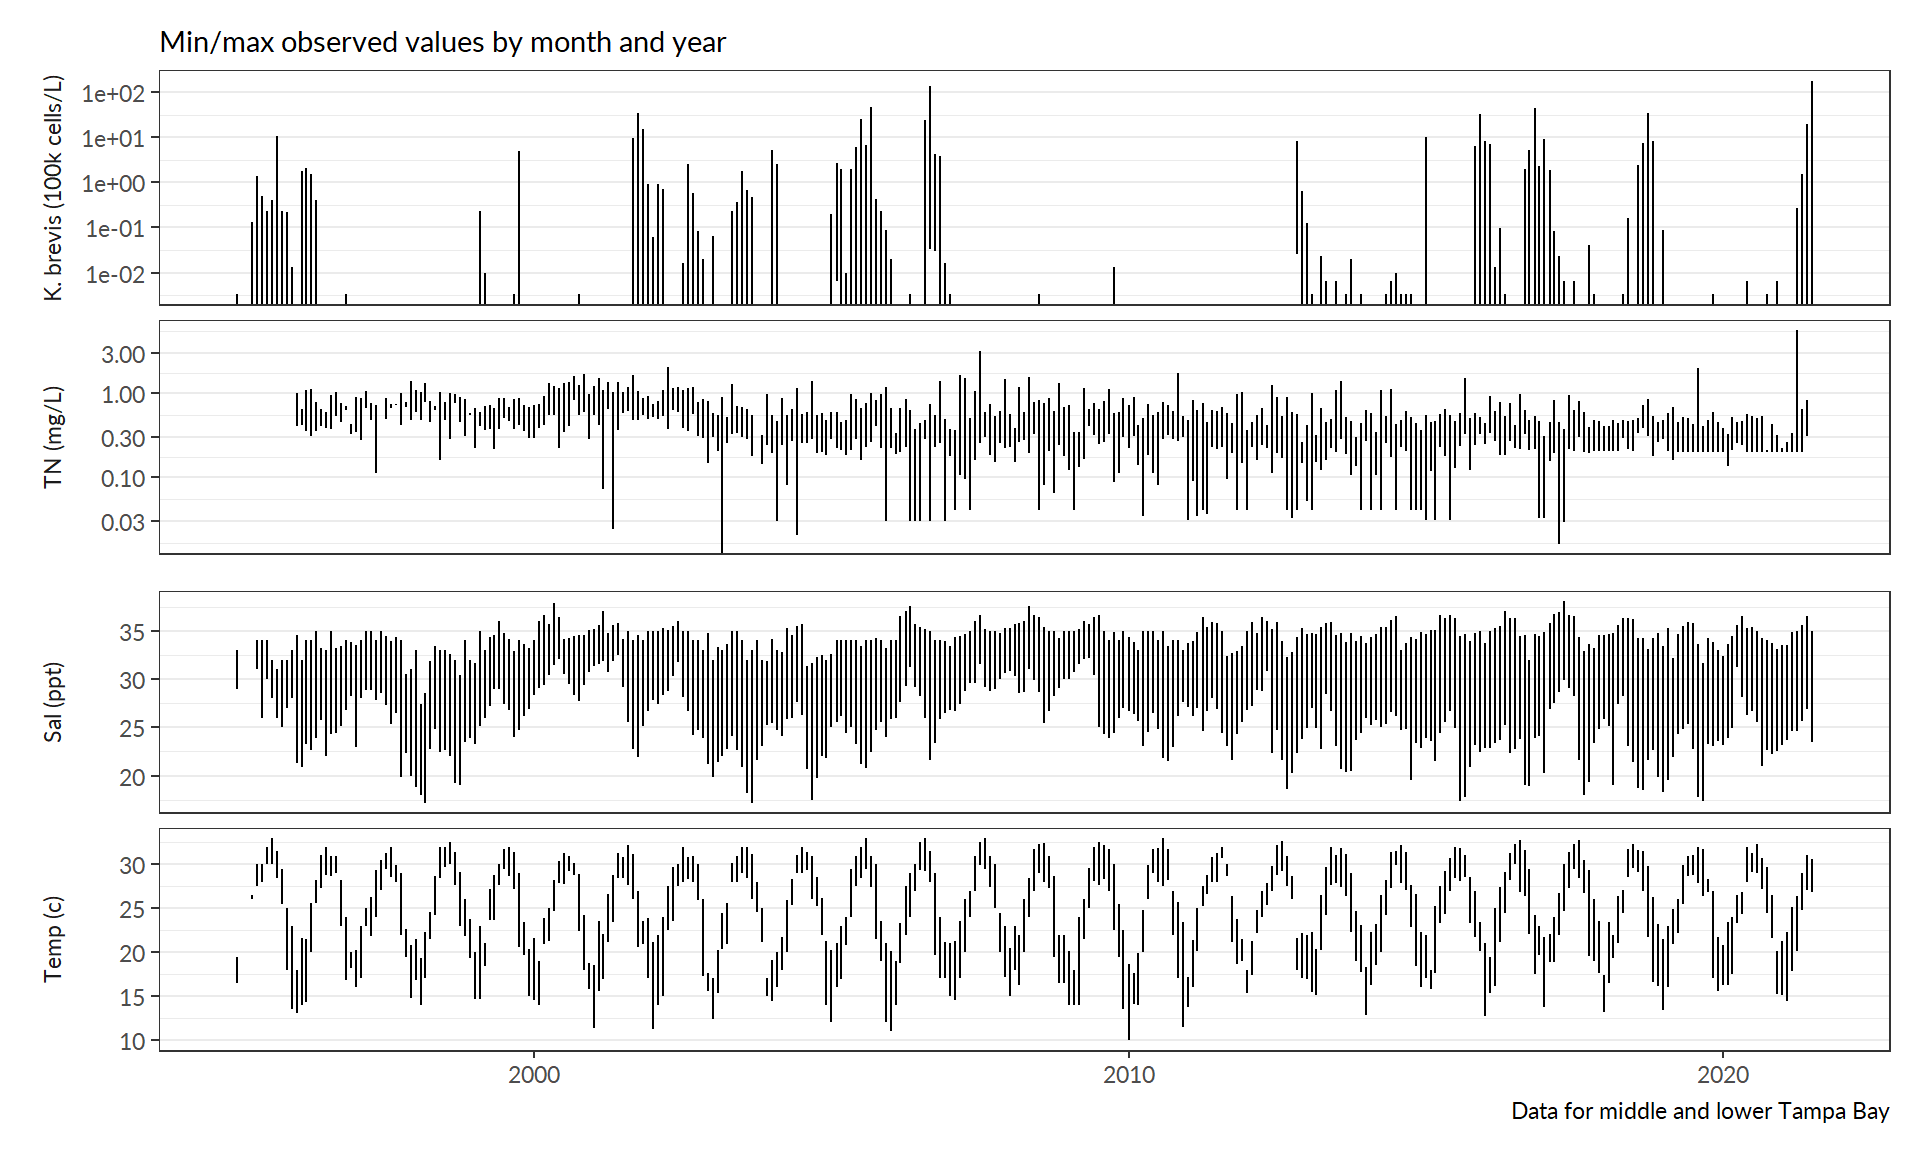 Min/max observed values by month and year
K. brevis (100k cells/L)
1e+02
1e+01
1e+00
1e-01
1e-02
TN (mg/L)
3.00
1.00
0.30
0.10
0.03
Sal (ppt)
35
30
25
20
Temp (c)
30
25
20
15
10
2000
2010
2020
Data for middle and lower Tampa Bay